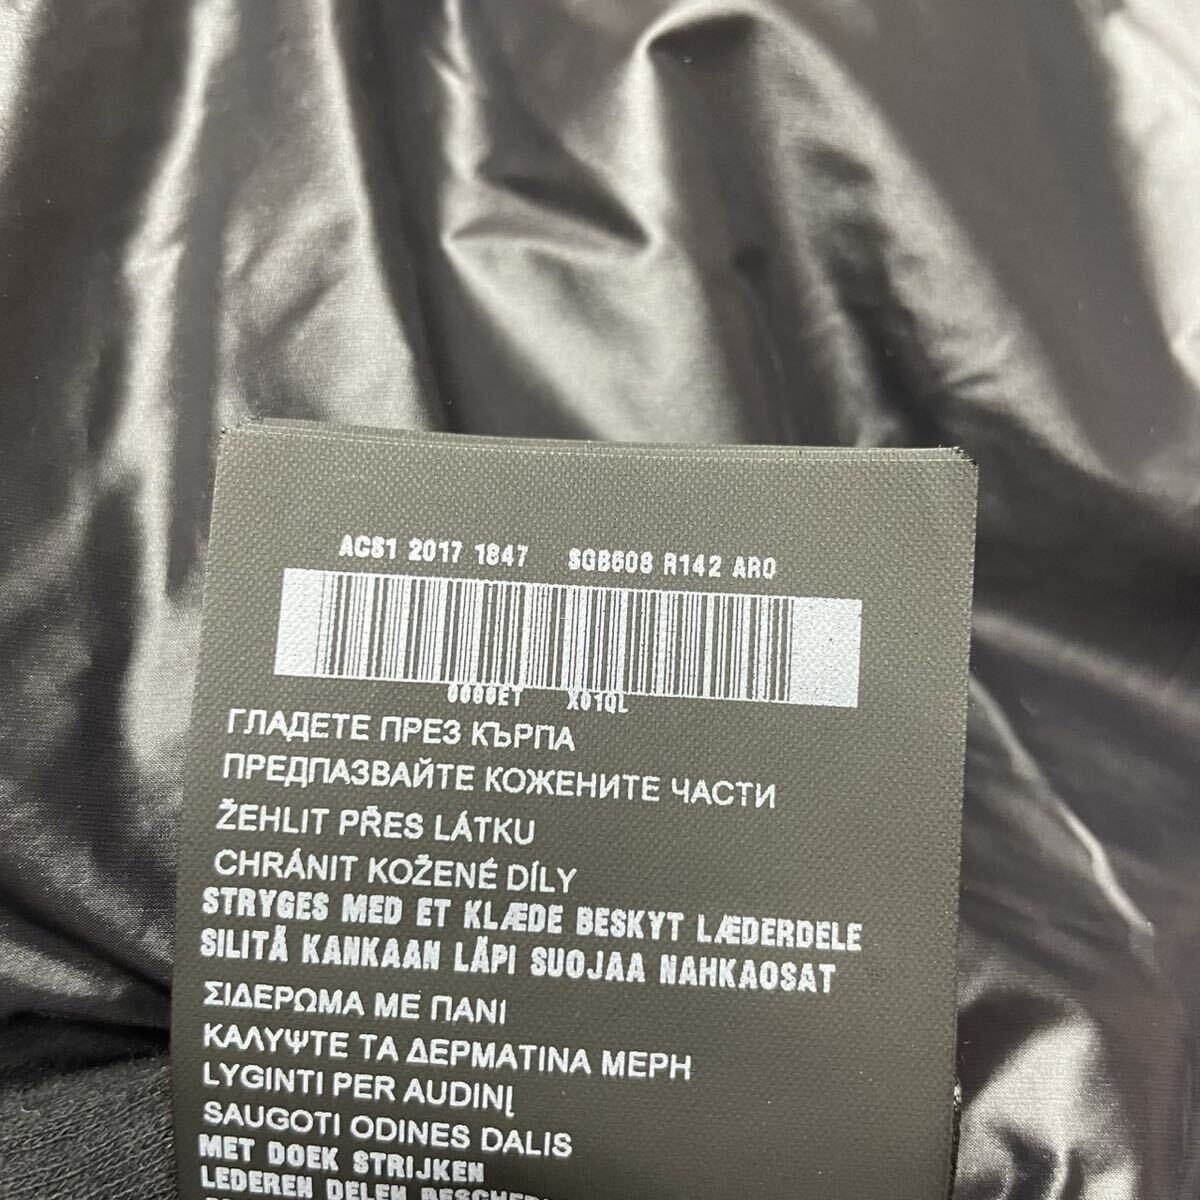 ACS1 2017 1847 SGB608 R142 ARO
0000ET X01QL
ГЛАДЕТЕ ПРЕЗ КЪРПА
ПРЕДПАЗВАЙТЕ КОЖЕНИТЕ ЧАСТИ
ŽEHLIT PŘES LÁTKU
CHRÁNIT KOŽENÉ DÍLY
STRYGES MED ET KLÆDE BESKYT LÆDERDELE
SILITÄ KANKAAN LÄPI SUOJAA NAHKAOSAT
ΣΙΔΕΡΩΜΑ ΜΕ ΠΑΝΙ
ΚΑΛΥΨΤΕ ΤΑ ΔΕΡΜΑΤΙΝΑ ΜΕΡΗ
LYGINTI PER AUDINĮ
SAUGOTI ODINES DALIS
MET DOEK STRIJKEN
LEDEREN DELEN